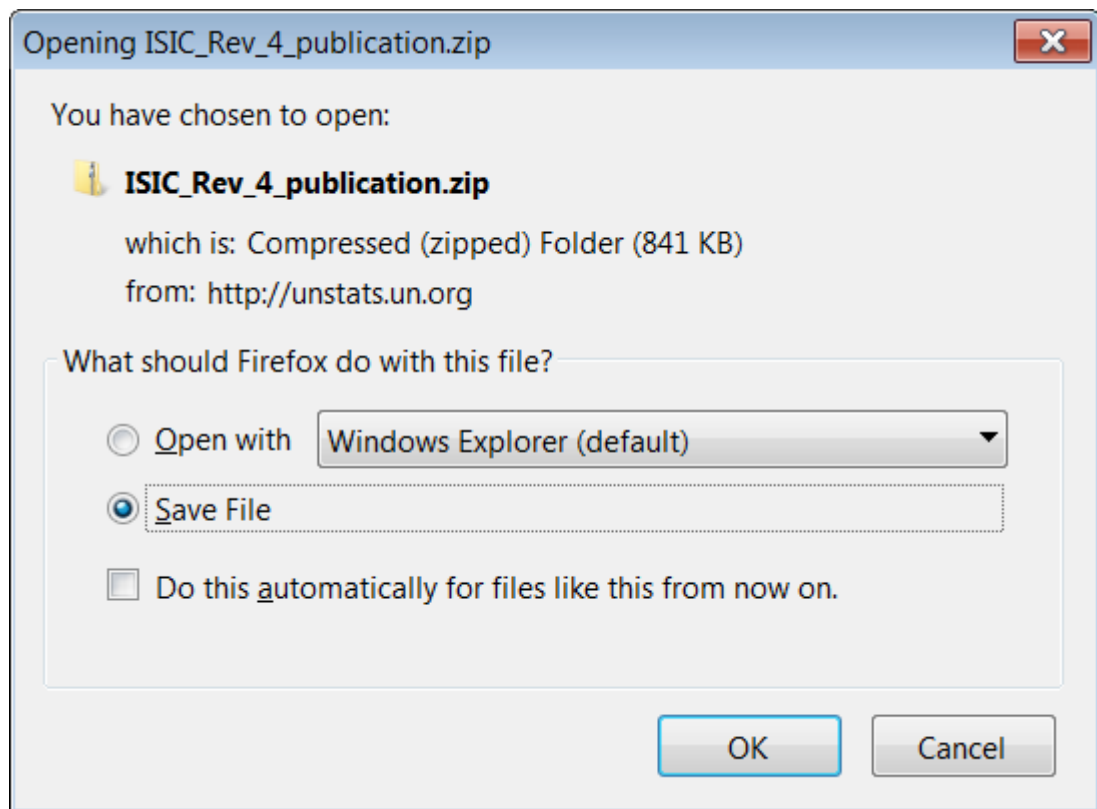 Opening ISIC_Rev_4_publication.zip
You have chosen to open:
ISIC_Rev_4_publication.zip
which is: Compressed (zipped) Folder (841 KB)
from: http://unstats.un.org
What should Firefox do with this file?
Open with Windows Explorer (default)
Save File
Do this automatically for files like this from now on.
OK Cancel